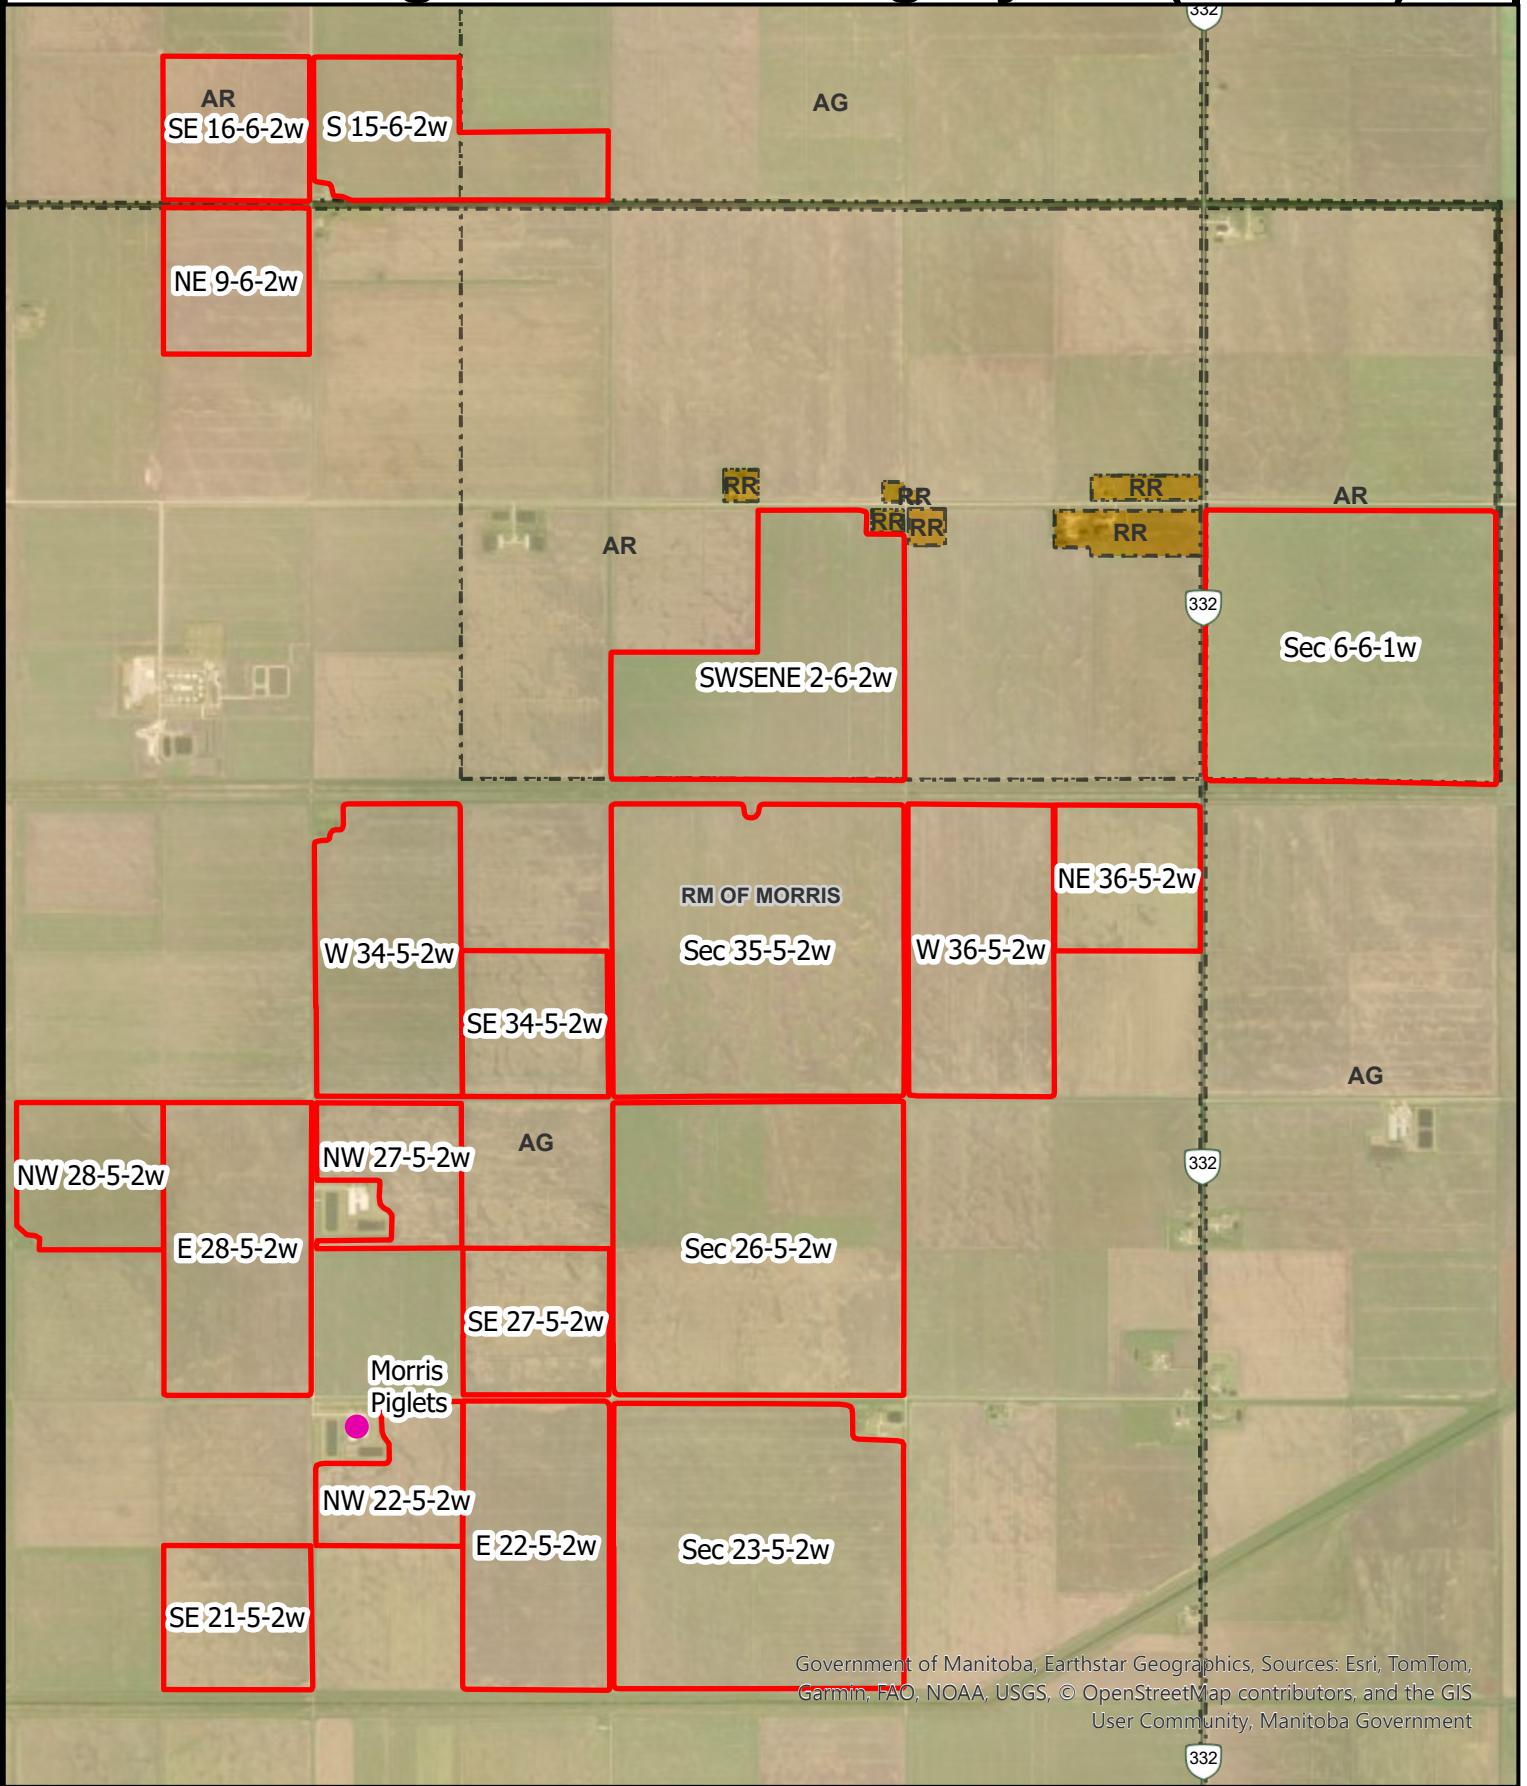 332
AR
AG
SE 16-6-2w
S 15-6-2w
NE 9-6-2w
RR
RR
RR
RR
RR
RR
AR
AR
332
SWSENE 2-6-2w
Sec 6-6-1w
RM OF MORRIS
NE 36-5-2w
W 34-5-2w
Sec 35-5-2w
W 36-5-2w
SE 34-5-2w
AG
NW 27-5-2w
AG
NW 28-5-2w
332
E 28-5-2w
Sec 26-5-2w
SE 27-5-2w
Morris
Piglets
NW 22-5-2w
E 22-5-2w
Sec 23-5-2w
SE 21-5-2w
Government of Manitoba, Earthstar Geographics, Sources: Esri, TomTom,
Garmin, FAO, NOAA, USGS, © OpenStreetMap contributors, and the GIS
User Community, Manitoba Government
332